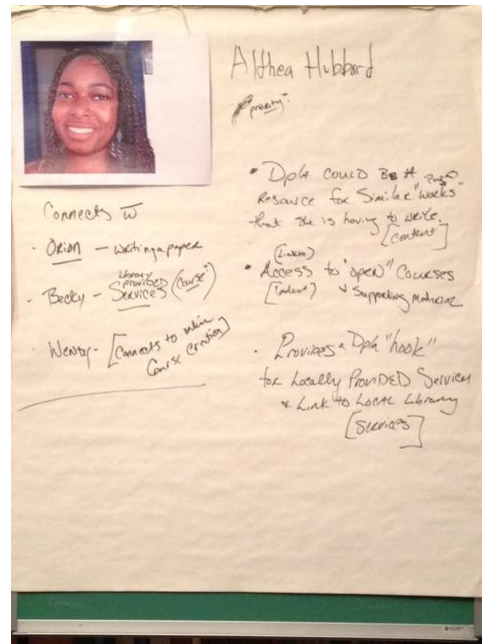 Althea Hubbard
Connects w
· Orion - writing a paper
Library
provided
· Becky - Services (Course")
· Wendy - [Connects to online
Course Creation]
• Dpla could Be A
Resource for Similar "works"
that she is having to write.
[content]
(Link to)
• Access to "open" Courses
[content] + Supporting material
· Provides a Dpla "hook"
for Locally Provided Services
+ Link to Local Library
[Services]